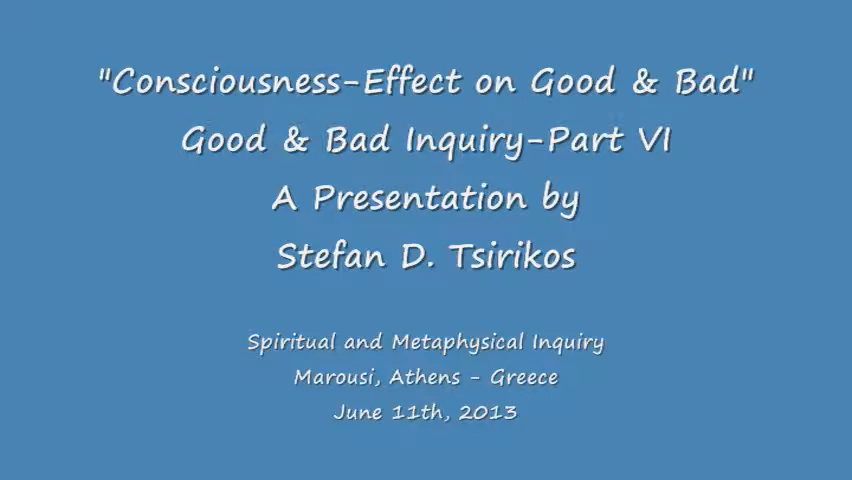 "Consciousness-Effect on Good & Bad"
Good & Bad Inquiry-Part VI
A Presentation by
Stefan D. Tsirikos
Spiritual and Metaphysical Inquiry
Marousi, Athens - Greece
June 11th, 2013